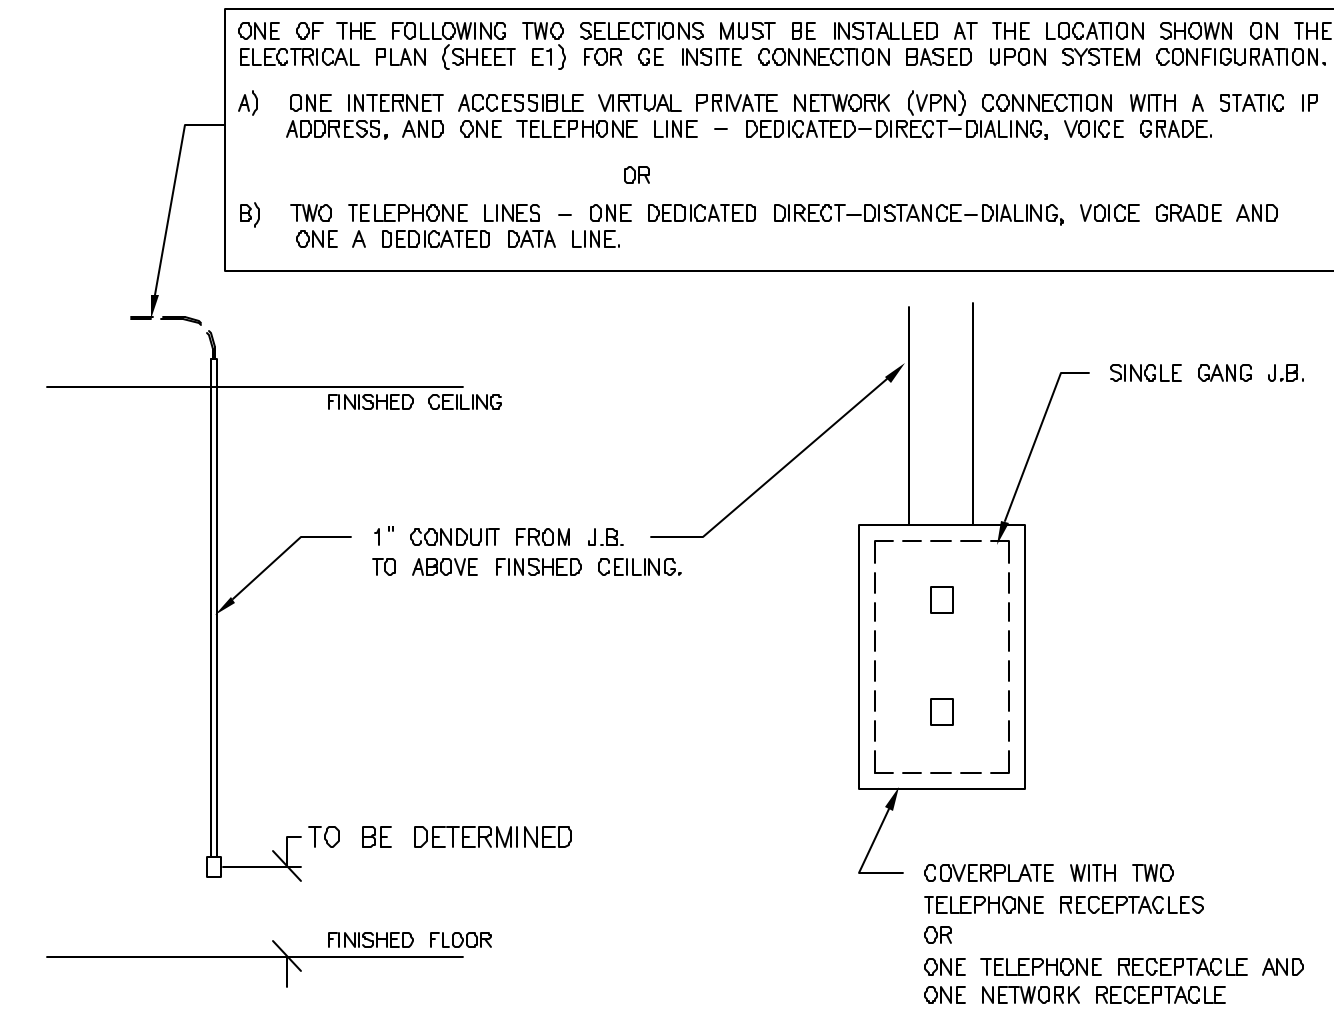 ONE OF THE FOLLOWING TWO SELECTIONS MUST BE INSTALLED AT THE LOCATION SHOWN ON THE
ELECTRICAL PLAN (SHEET E1) FOR GE INSITE CONNECTION BASED UPON SYSTEM CONFIGURATION.
A) ONE INTERNET ACCESSIBLE VIRTUAL PRIVATE NETWORK (VPN) CONNECTION WITH A STATIC IP
ADDRESS, AND ONE TELEPHONE LINE – DEDICATED–DIRECT–DIALING, VOICE GRADE.
OR
B) TWO TELEPHONE LINES – ONE DEDICATED DIRECT–DISTANCE–DIALING, VOICE GRADE AND
ONE A DEDICATED DATA LINE.
SINGLE GANG J.B.
FINISHED CEILING
1" CONDUIT FROM J.B.
TO ABOVE FINSHED CEILING.
TO BE DETERMINED
FINISHED FLOOR
COVERPLATE WITH TWO
TELEPHONE RECEPTACLES
OR
ONE TELEPHONE RECEPTACLE AND
ONE NETWORK RECEPTACLE